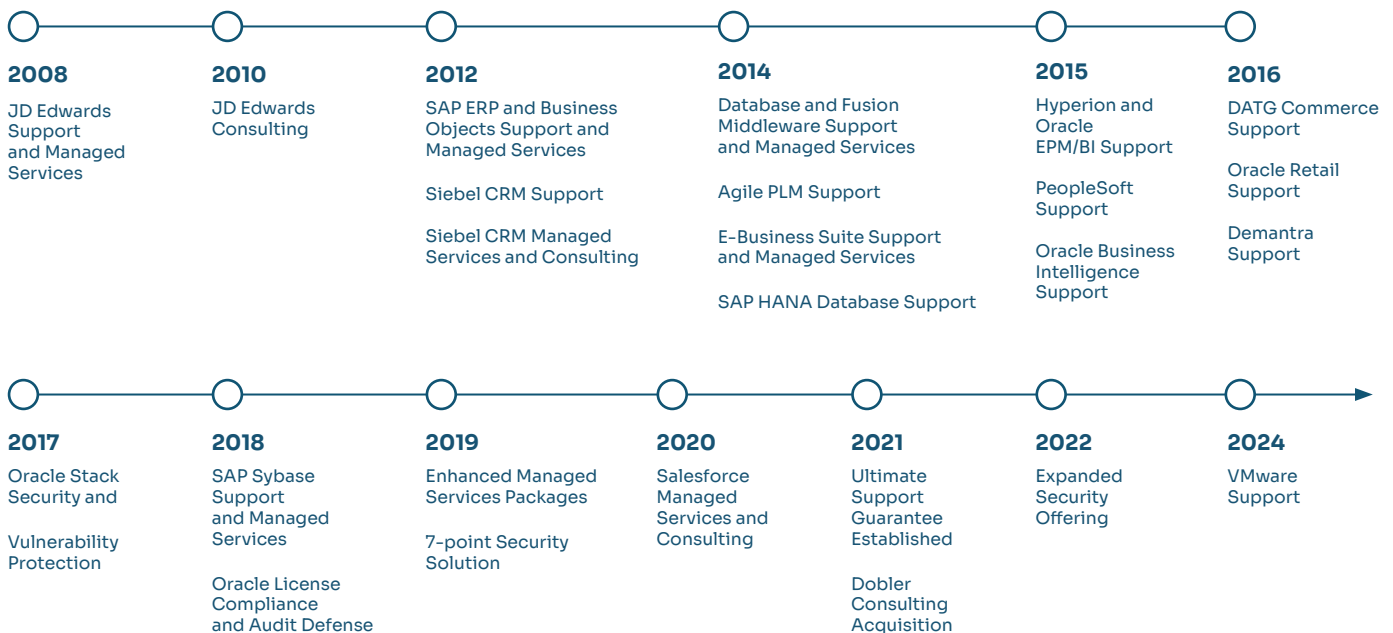 2008
JD Edwards
Support
and Managed
Services
2010
JD Edwards
Consulting
2012
SAP ERP and Business
Objects Support and
Managed Services
Siebel CRM Support
Siebel CRM Managed
Services and Consulting
2014
Database and Fusion
Middleware Support
and Managed Services
Agile PLM Support
E-Business Suite Support
and Managed Services
SAP HANA Database Support
2015
Hyperion and
Oracle
EPM/BI Support
PeopleSoft
Support
Oracle Business
Intelligence
Support
2016
DATG Commerce
Support
Oracle Retail
Support
Demantra
Support
2017
Oracle Stack
Security and
Vulnerability
Protection
2018
SAP Sybase
Support
and Managed
Services
Oracle License
Compliance
and Audit Defense
2019
Enhanced Managed
Services Packages
7-point Security
Solution
2020
Salesforce
Managed
Services and
Consulting
2021
Ultimate
Support
Guarantee
Established
Dobler
Consulting
Acquisition
2022
Expanded
Security
Offering
2024
VMware
Support